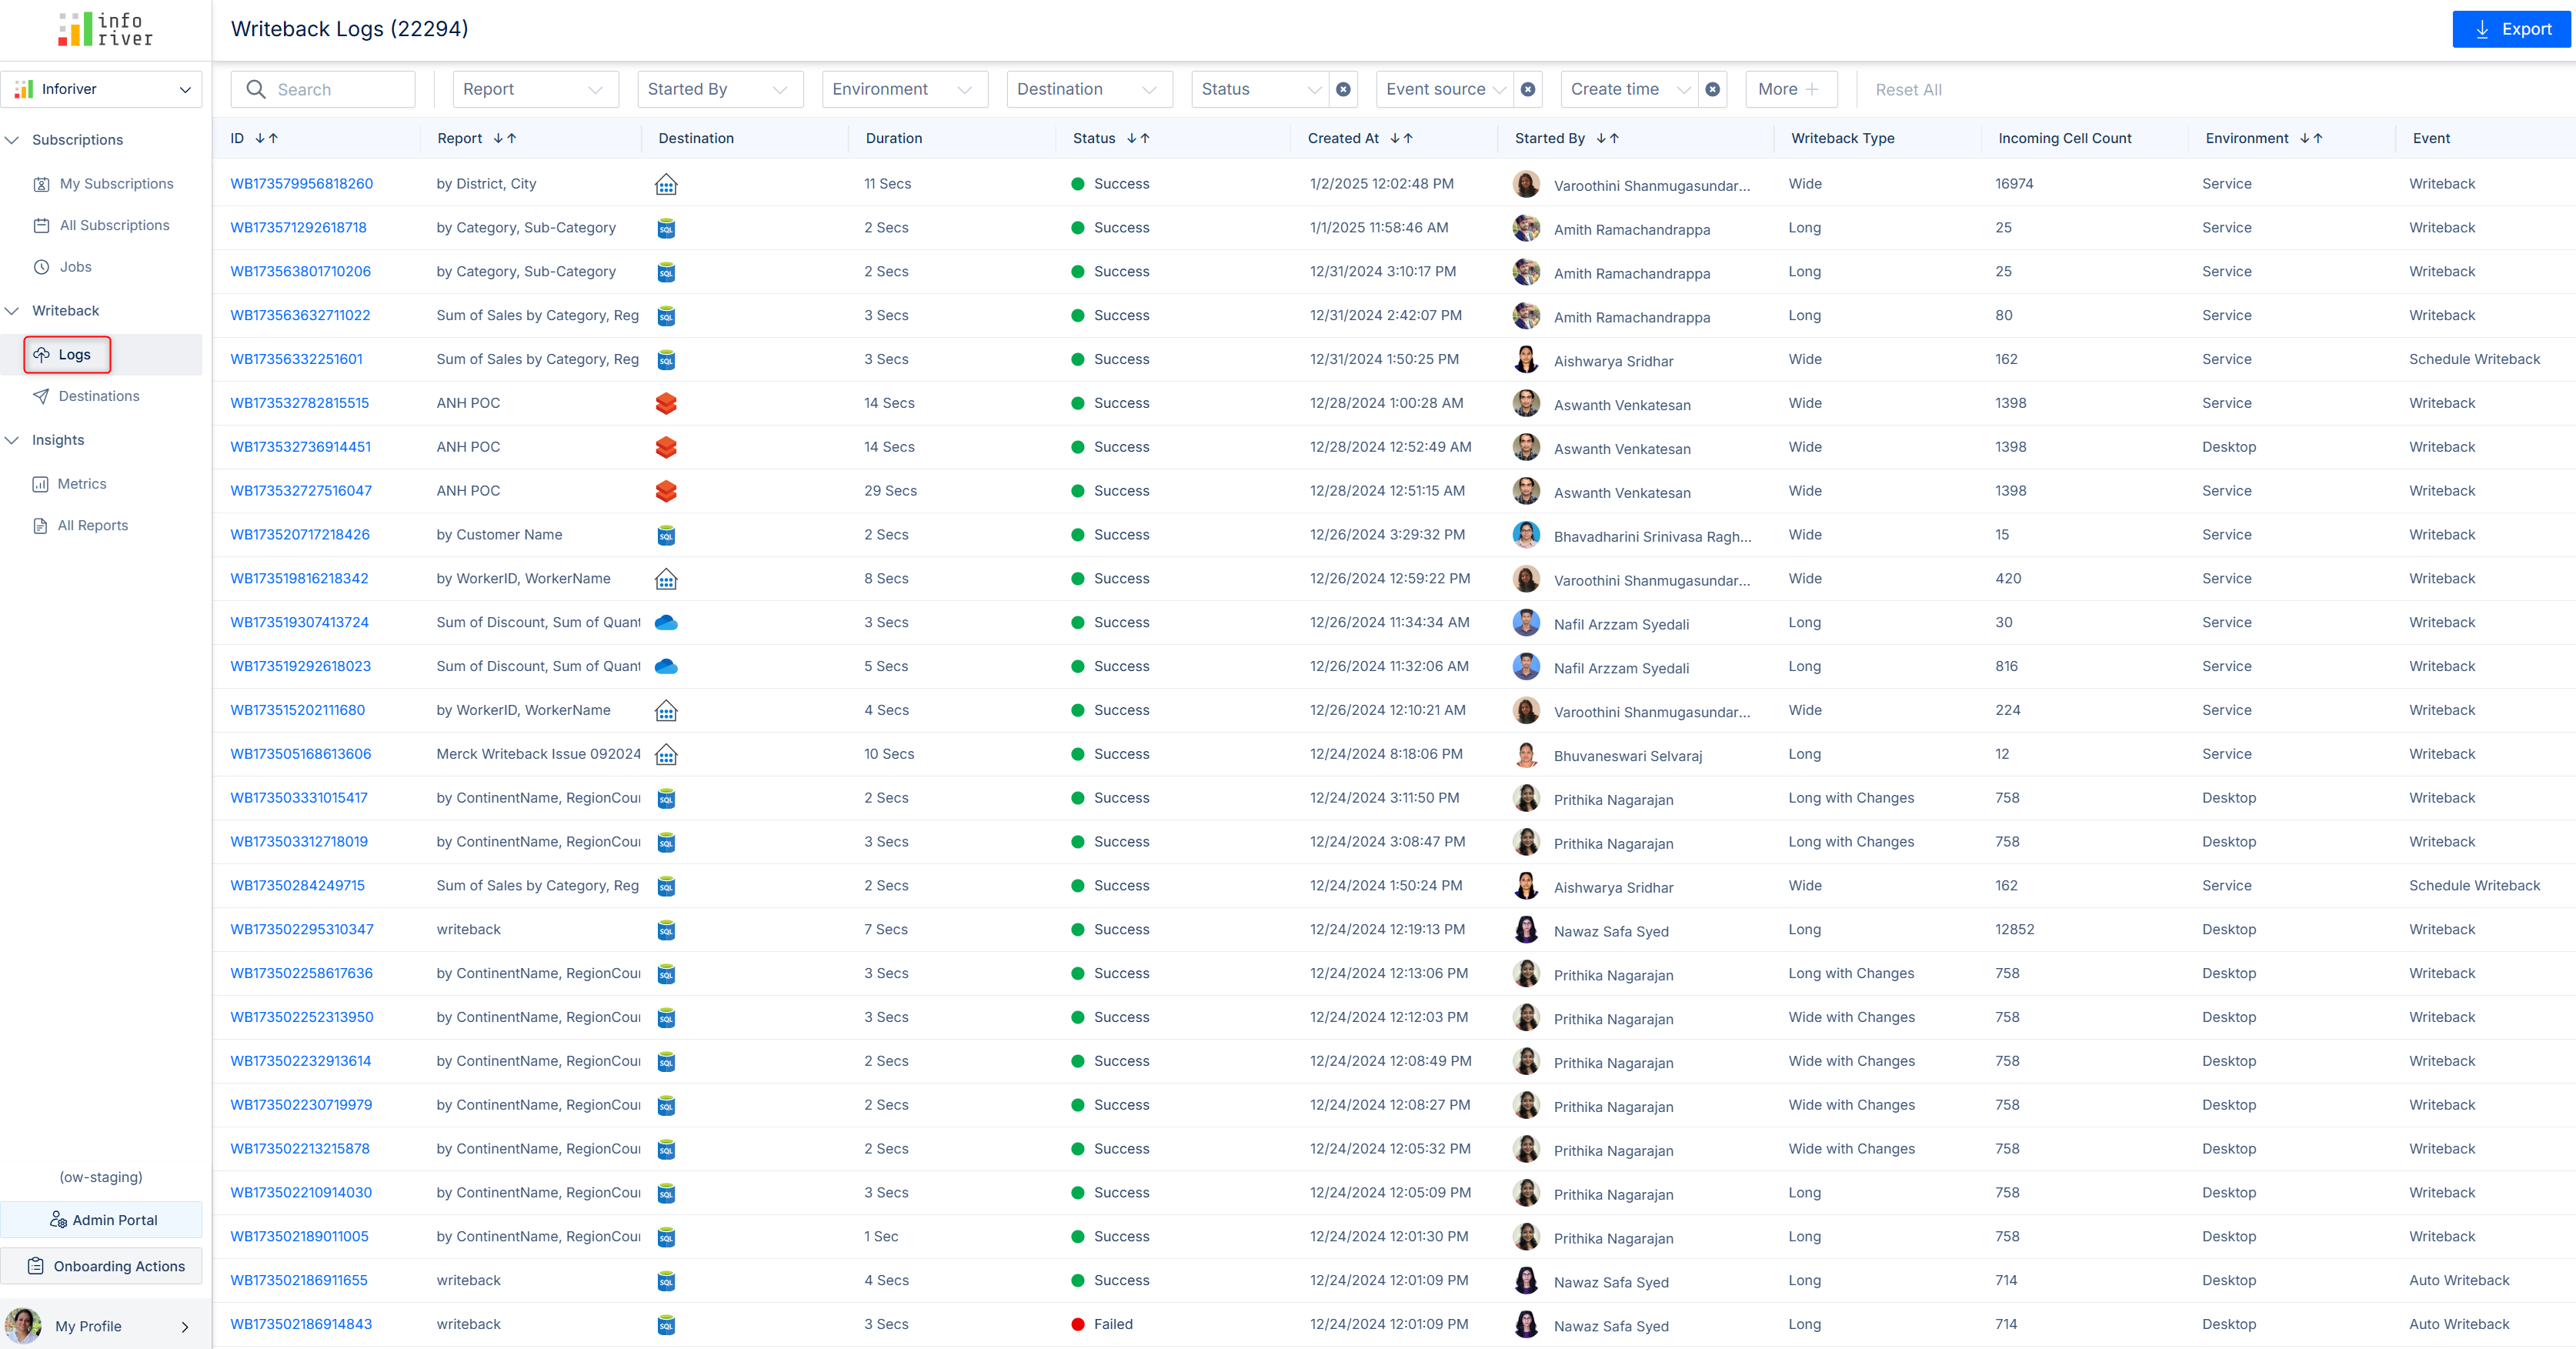 info
river
Writeback Logs (22294)
Export
Inforiver
Search
Report
Started By
Environment
Destination
Status
Event source
Create time
More
Reset All
Subscriptions
My Subscriptions
All Subscriptions
Jobs
Writeback
Logs
Destinations
Insights
Metrics
All Reports
(ow-staging)
Admin Portal
Onboarding Actions
My Profile
ID Report Destination Duration Status Created At Started By Writeback Type Incoming Cell Count Environment Event
WB173579956818260 by District, City 11 Secs Success 1/2/2025 12:02:48 PM Varoothini Shanmugasundar... Wide 16974 Service Writeback
WB173571292618718 by Category, Sub-Category SQL 2 Secs Success 1/1/2025 11:58:46 AM Amith Ramachandrappa Long 25 Service Writeback
WB173563801710206 by Category, Sub-Category SQL 2 Secs Success 12/31/2024 3:10:17 PM Amith Ramachandrappa Long 25 Service Writeback
WB173563632711022 Sum of Sales by Category, Reg SQL 3 Secs Success 12/31/2024 2:42:07 PM Amith Ramachandrappa Long 80 Service Writeback
WB17356332251601 Sum of Sales by Category, Reg SQL 3 Secs Success 12/31/2024 1:50:25 PM Aishwarya Sridhar Wide 162 Service Schedule Writeback
WB173532782815515 ANH POC 14 Secs Success 12/28/2024 1:00:28 AM Aswanth Venkatesan Wide 1398 Service Writeback
WB173532736914451 ANH POC 14 Secs Success 12/28/2024 12:52:49 AM Aswanth Venkatesan Wide 1398 Desktop Writeback
WB173532727516047 ANH POC 29 Secs Success 12/28/2024 12:51:15 AM Aswanth Venkatesan Wide 1398 Service Writeback
WB173520717218426 by Customer Name SQL 2 Secs Success 12/26/2024 3:29:32 PM Bhavadharini Srinivasa Ragh... Wide 15 Service Writeback
WB173519816218342 by WorkerID, WorkerName 8 Secs Success 12/26/2024 12:59:22 PM Varoothini Shanmugasundar... Wide 420 Service Writeback
WB173519307413724 Sum of Discount, Sum of Quant 3 Secs Success 12/26/2024 11:34:34 AM Nafil Arzzam Syedali Long 30 Service Writeback
WB173519292618023 Sum of Discount, Sum of Quant 5 Secs Success 12/26/2024 11:32:06 AM Nafil Arzzam Syedali Long 816 Service Writeback
WB173515202111680 by WorkerID, WorkerName 4 Secs Success 12/26/2024 12:10:21 AM Varoothini Shanmugasundar... Wide 224 Service Writeback
WB173505168613606 Merck Writeback Issue 092024 10 Secs Success 12/24/2024 8:18:06 PM Bhuvaneswari Selvaraj Long 12 Service Writeback
WB173503331015417 by ContinentName, RegionCou SQL 2 Secs Success 12/24/2024 3:11:50 PM Prithika Nagarajan Long with Changes 758 Desktop Writeback
WB173503312718019 by ContinentName, RegionCou SQL 3 Secs Success 12/24/2024 3:08:47 PM Prithika Nagarajan Long with Changes 758 Desktop Writeback
WB17350284249715 Sum of Sales by Category, Reg SQL 2 Secs Success 12/24/2024 1:50:24 PM Aishwarya Sridhar Wide 162 Service Schedule Writeback
WB173502295310347 writeback SQL 7 Secs Success 12/24/2024 12:19:13 PM Nawaz Safa Syed Long 12852 Desktop Writeback
WB173502258617636 by ContinentName, RegionCou SQL 3 Secs Success 12/24/2024 12:13:06 PM Prithika Nagarajan Long with Changes 758 Desktop Writeback
WB173502252313950 by ContinentName, RegionCou SQL 3 Secs Success 12/24/2024 12:12:03 PM Prithika Nagarajan Wide with Changes 758 Desktop Writeback
WB173502232913614 by ContinentName, RegionCou SQL 2 Secs Success 12/24/2024 12:08:49 PM Prithika Nagarajan Wide with Changes 758 Desktop Writeback
WB173502230719979 by ContinentName, RegionCou SQL 2 Secs Success 12/24/2024 12:08:27 PM Prithika Nagarajan Wide with Changes 758 Desktop Writeback
WB173502213215878 by ContinentName, RegionCou SQL 2 Secs Success 12/24/2024 12:05:32 PM Prithika Nagarajan Wide with Changes 758 Desktop Writeback
WB173502210914030 by ContinentName, RegionCou SQL 3 Secs Success 12/24/2024 12:05:09 PM Prithika Nagarajan Long 758 Desktop Writeback
WB173502189011005 by ContinentName, RegionCou SQL 1 Sec Success 12/24/2024 12:01:30 PM Prithika Nagarajan Long 758 Desktop Writeback
WB173502186911655 writeback SQL 4 Secs Success 12/24/2024 12:01:09 PM Nawaz Safa Syed Long 714 Desktop Auto Writeback
WB173502186914843 writeback SQL 3 Secs Failed 12/24/2024 12:01:09 PM Nawaz Safa Syed Long 714 Desktop Auto Writeback